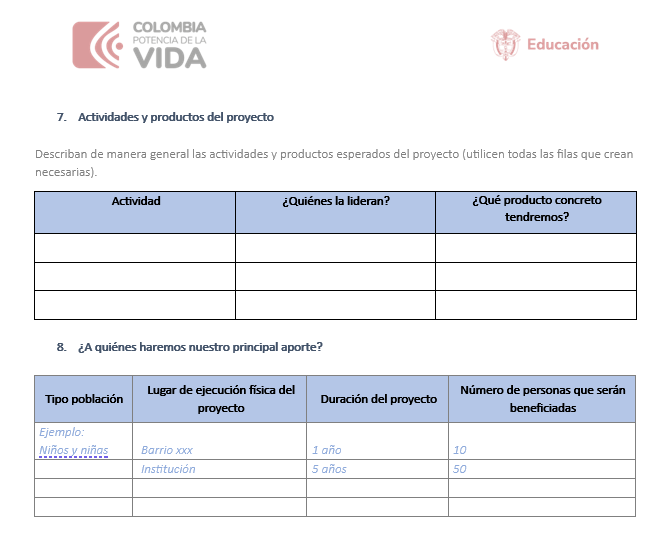 COLOMBIA
POTENCIA DE LA
VIDA
Educación
7. Actividades y productos del proyecto
Describan de manera general las actividades y productos esperados del proyecto (utilicen todas las filas que crean
necesarias).
Actividad ¿Quiénes la lideran? ¿Qué producto concreto
tendremos?
8. ¿A quiénes haremos nuestro principal aporte?
Tipo población Lugar de ejecución física del
proyecto Duración del proyecto Número de personas que serán
beneficiadas
Ejemplo:
Niños y niñas Barrio xxx 1 año 10
Institución 5 años 50